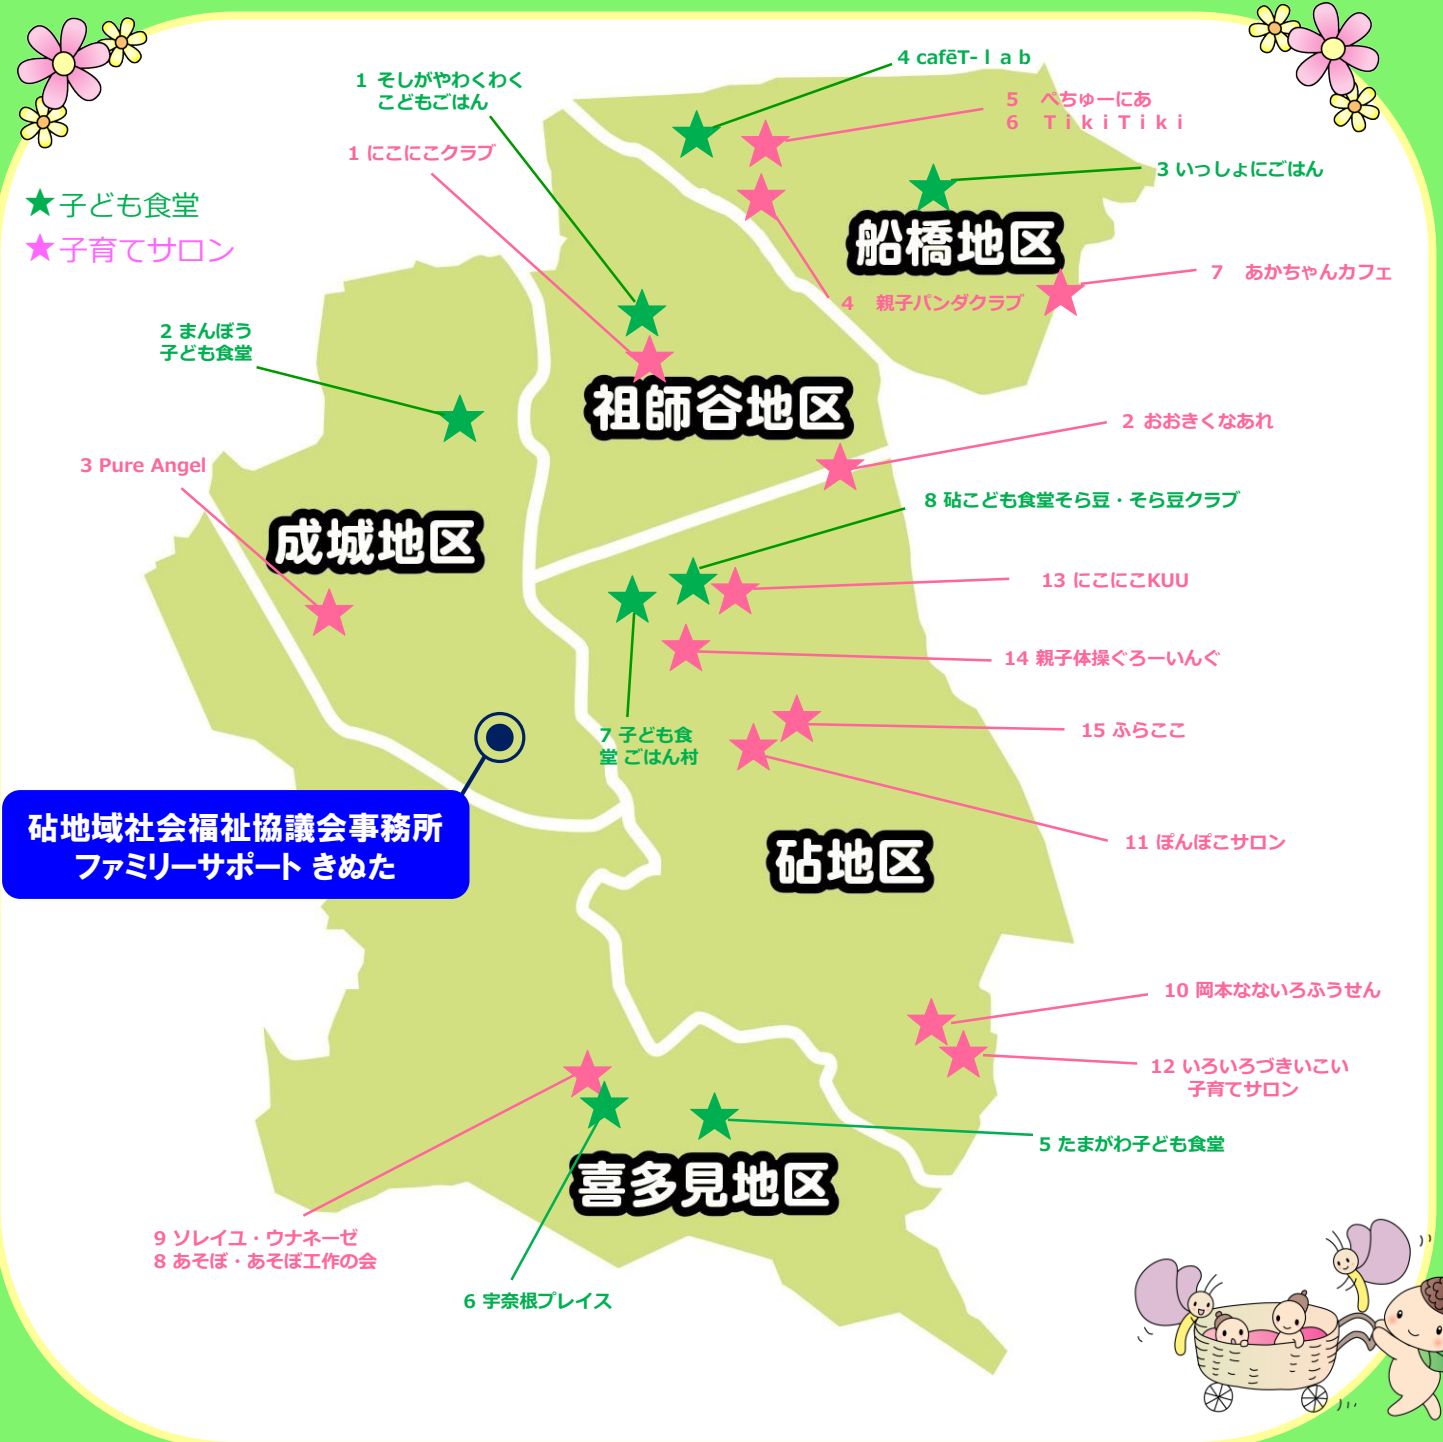 ★子ども食堂
★子育てサロン
1 そしがやわくわく
こどもごはん
1 にこにこクラブ
4 cafēT-ｌａｂ
5　ぺちゅーにあ
6　ＴｉｋｉＴｉｋｉ
3 いっしょにごはん
船橋地区
7　あかちゃんカフェ
4　親子パンダクラブ
2 まんぼう
子ども食堂
祖師谷地区
2 おおきくなあれ
3 Pure Angel
8 砧こども食堂そら豆・そら豆クラブ
成城地区
13 にこにこKUU
14 親子体操ぐろーいんぐ
7 子ども食
堂 ごはん村
15 ふらここ
砧地域社会福祉協議会事務所
ファミリーサポート きぬた
11 ぽんぽこサロン
砧地区
10 岡本なないろふうせん
12 いろいろづきいこい
子育てサロン
5 たまがわ子ども食堂
喜多見地区
9 ソレイユ・ウナネーゼ
8 あそぼ・あそぼ工作の会
6 宇奈根プレイス